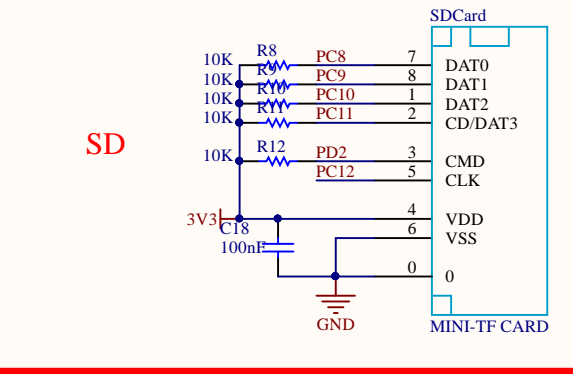 SDCard
10K R8 PC8 7 DAT0
10K R9 PC9 8 DAT1
10K R10 PC10 1 DAT2
10K R11 PC11 2 CD/DAT3
SD
10K R12 PD2 3 CMD
PC12 5 CLK
3V3 4 VDD
C18 6 VSS
100nF
0 0
GND MINI-TF CARD